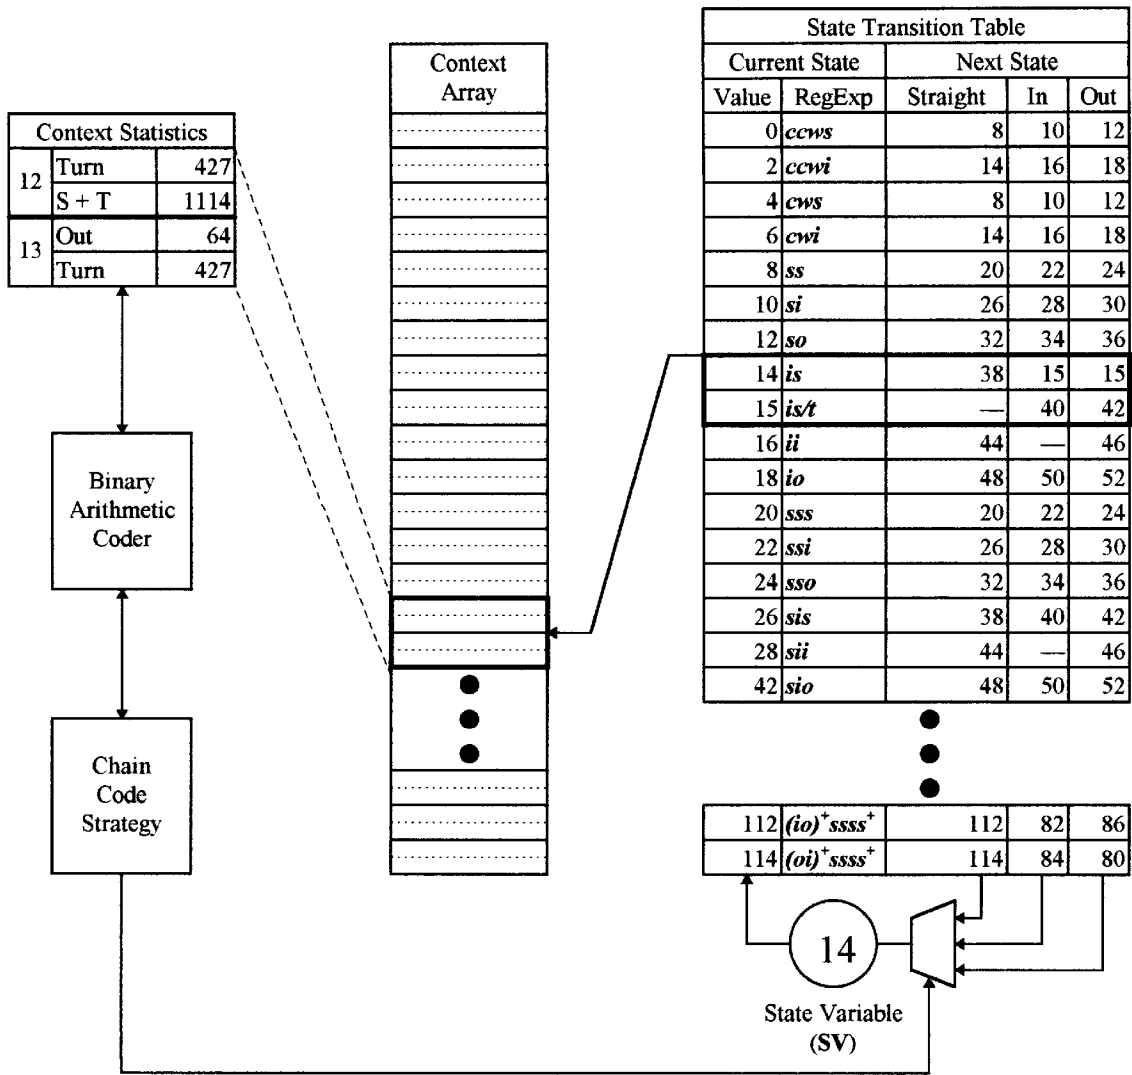 Context Statistics
12 Turn 427
S + T 1114
13 Out 64
Turn 427
Binary
Arithmetic
Coder
Chain
Code
Strategy
Context
Array
State Transition Table
Current State Next State
Value RegExp Straight In Out
0 ccws 8 10 12
2 ccwi 14 16 18
4 cws 8 10 12
6 cwi 14 16 18
8 ss 20 22 24
10 si 26 28 30
12 so 32 34 36
14 is 38 15 15
15 is/t — 40 42
16 ii 44 — 46
18 io 48 50 52
20 sss 20 22 24
22 ssi 26 28 30
24 sso 32 34 36
26 sis 38 40 42
28 sii 44 — 46
42 sio 48 50 52
112 (io)⁺ssss⁺ 112 82 86
114 (oi)⁺ssss⁺ 114 84 80
14
State Variable
(SV)